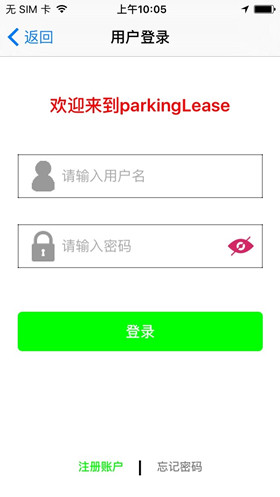 无 SIM 卡 上午10:05
返回 用户登录
欢迎来到parkingLease
请输入用户名
请输入密码
登录
注册账户 | 忘记密码